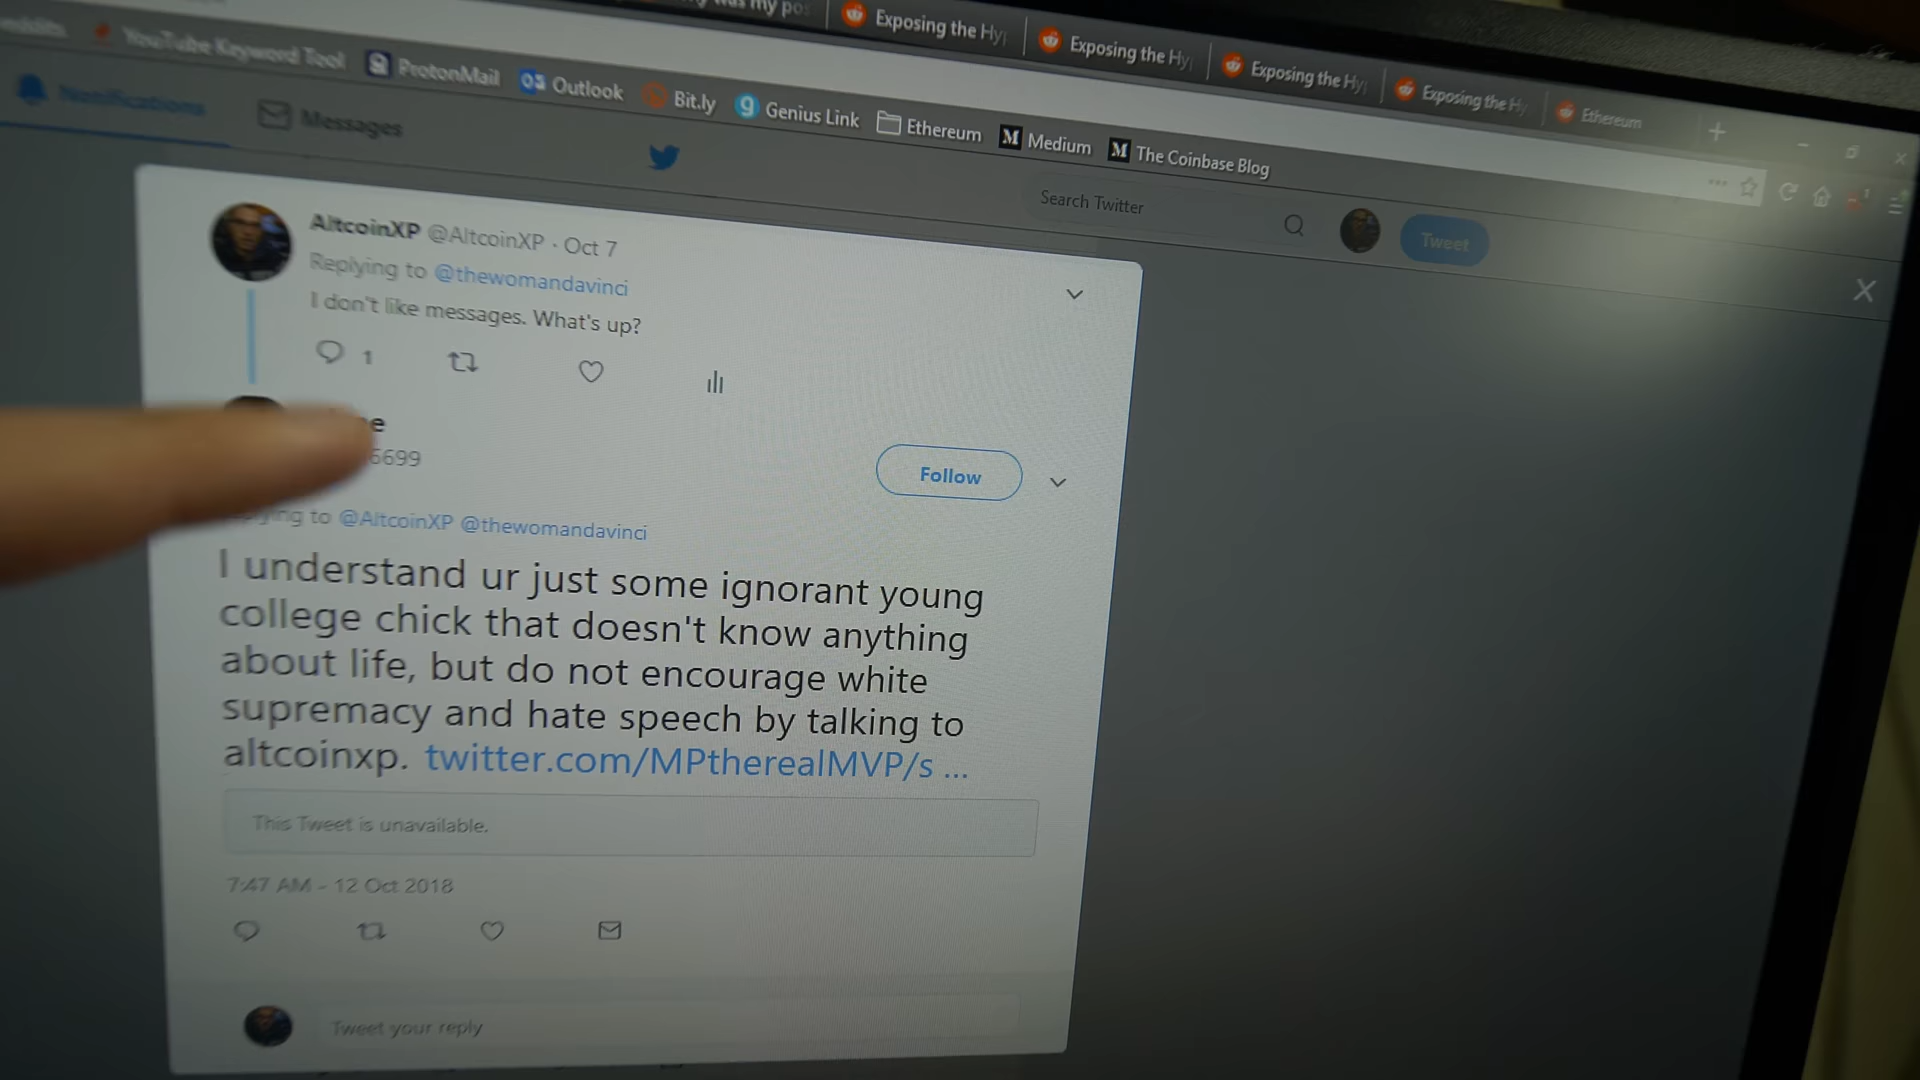 was my pos
Exposing the Hy
Exposing the Hy
Exposing the Hy
Exposing the Hy
Ethereum
YouTube Keyword Tool
ProtonMail
Outlook
Bit.ly
Genius Link
Ethereum
Medium
The Coinbase Blog
Notifications
Messages
Search Twitter
Tweet
AltcoinXP @AltcoinXP · Oct 7
Replying to @thewomandavinci
I don't like messages. What's up?
1
e
6699
Follow
ying to @AltcoinXP @thewomandavinci
I understand ur just some ignorant young
college chick that doesn't know anything
about life, but do not encourage white
supremacy and hate speech by talking to
altcoinxp. twitter.com/MPtherealMVP/s ...
This Tweet is unavailable.
7:47 AM - 12 Oct 2018
Tweet your reply